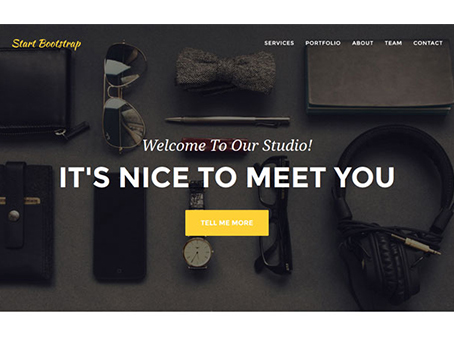 Start Bootstrap
SERVICES PORTFOLIO ABOUT TEAM CONTACT
Welcome To Our Studio!
IT'S NICE TO MEET YOU
TELL ME MORE